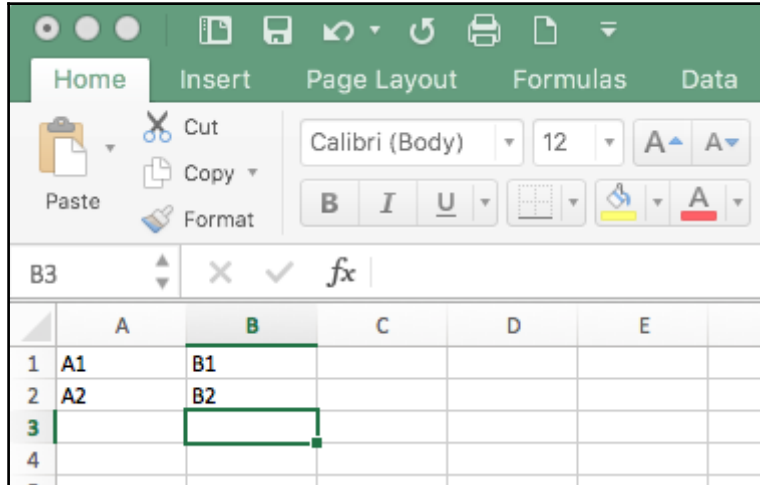 Home Insert Page Layout Formulas Data
Cut
Calibri (Body) 12 A A
Copy
Paste
B I U A
Format
B3 fx
A B C D E
1 A1 B1
2 A2 B2
3
4